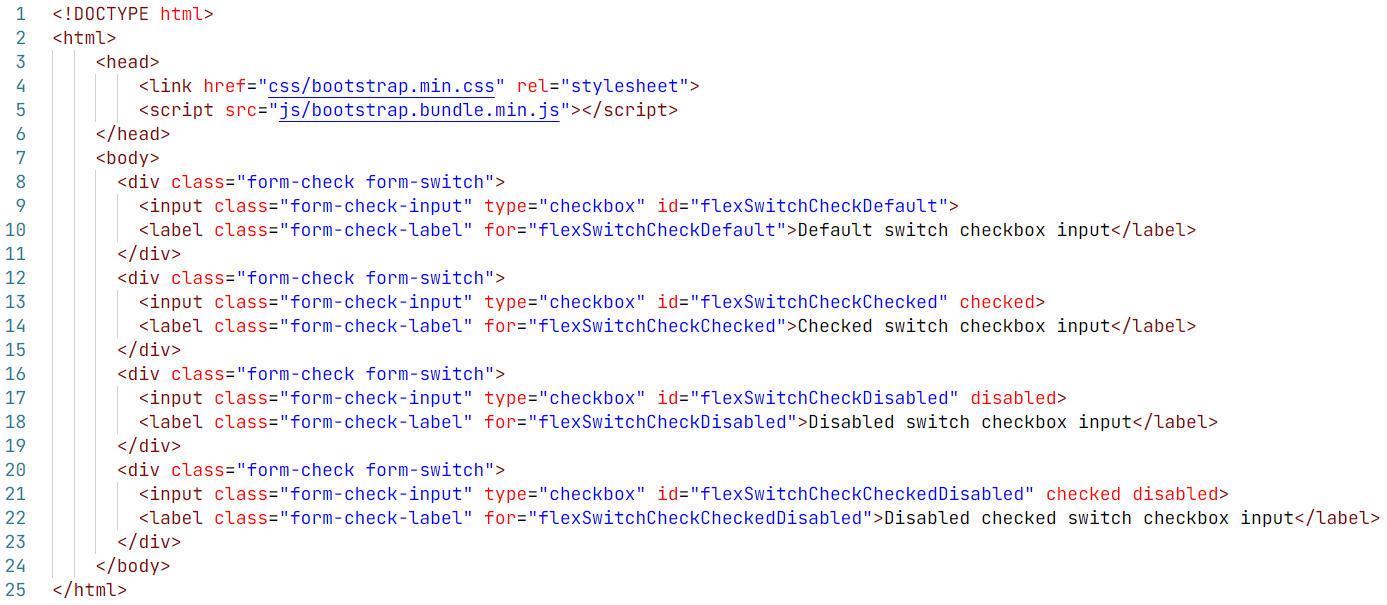 1 <!DOCTYPE html>
2 <html>
3     <head>
4         <link href="css/bootstrap.min.css" rel="stylesheet">
5         <script src="js/bootstrap.bundle.min.js"></script>
6     </head>
7     <body>
8       <div class="form-check form-switch">
9         <input class="form-check-input" type="checkbox" id="flexSwitchCheckDefault">
10         <label class="form-check-label" for="flexSwitchCheckDefault">Default switch checkbox input</label>
11       </div>
12       <div class="form-check form-switch">
13         <input class="form-check-input" type="checkbox" id="flexSwitchCheckChecked" checked>
14         <label class="form-check-label" for="flexSwitchCheckChecked">Checked switch checkbox input</label>
15       </div>
16       <div class="form-check form-switch">
17         <input class="form-check-input" type="checkbox" id="flexSwitchCheckDisabled" disabled>
18         <label class="form-check-label" for="flexSwitchCheckDisabled">Disabled switch checkbox input</label>
19       </div>
20       <div class="form-check form-switch">
21         <input class="form-check-input" type="checkbox" id="flexSwitchCheckCheckedDisabled" checked disabled>
22         <label class="form-check-label" for="flexSwitchCheckCheckedDisabled">Disabled checked switch checkbox input</label>
23       </div>
24     </body>
25 </html>